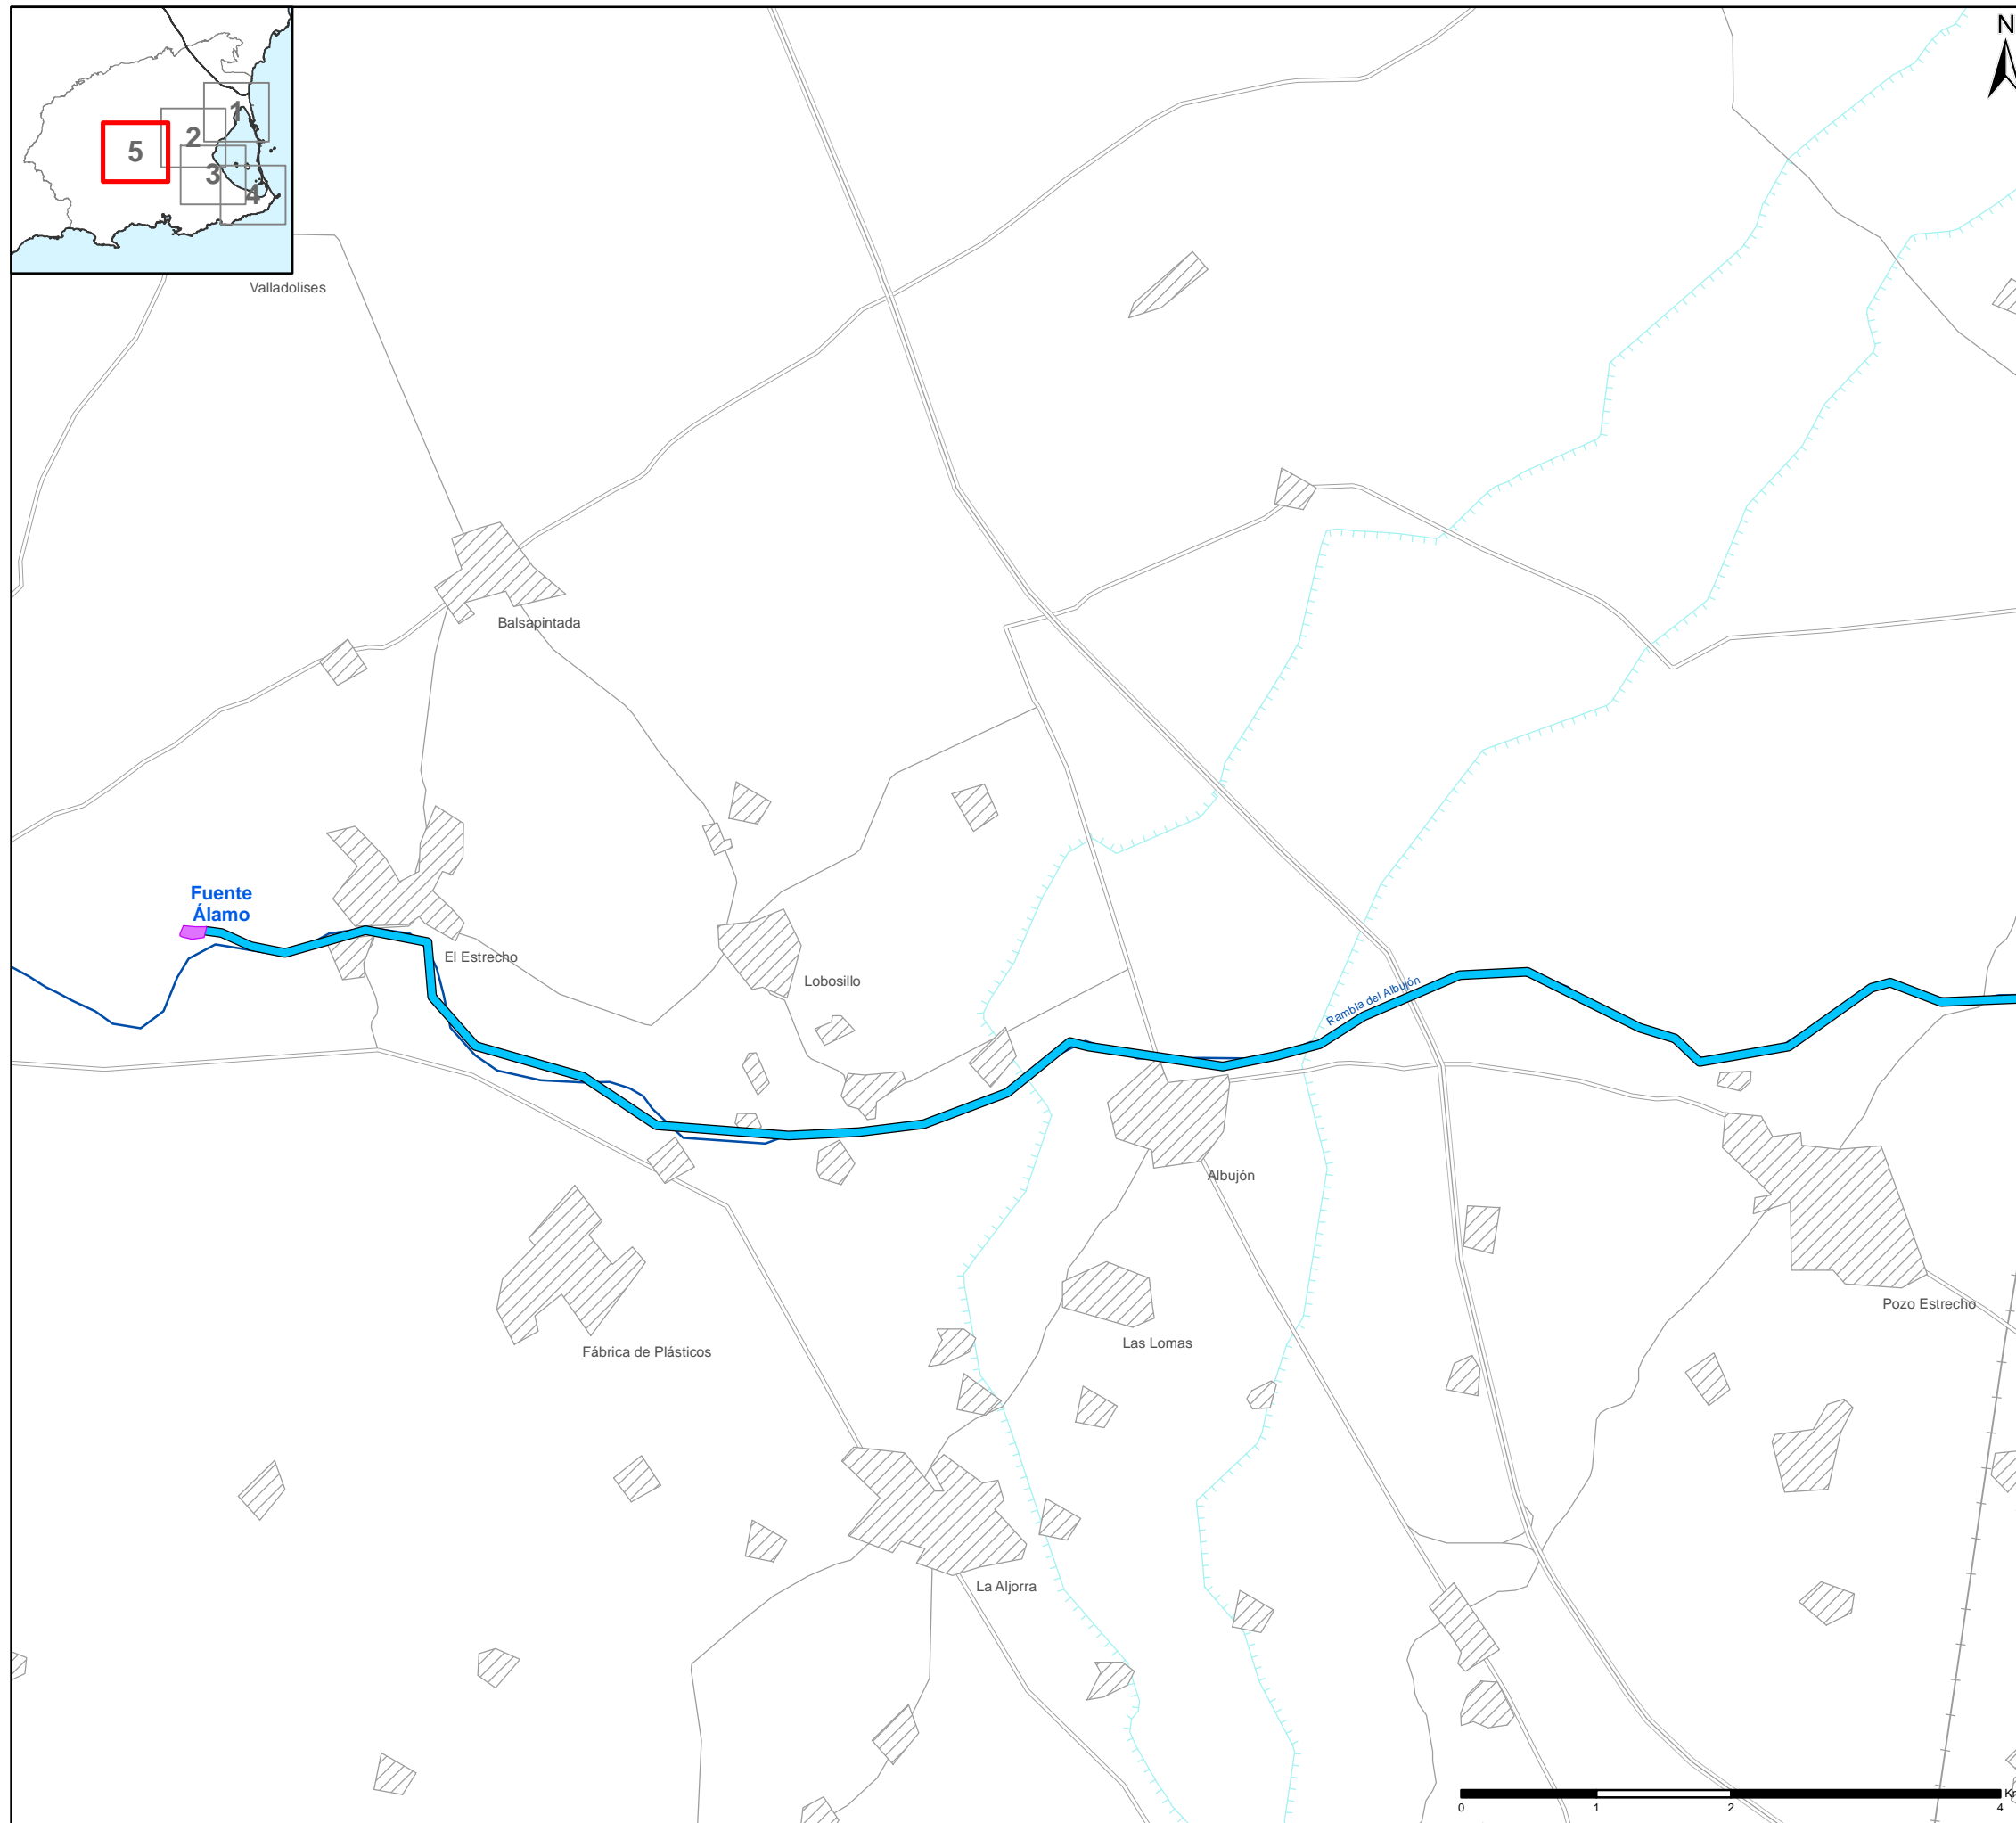 N
1
2
5
3
4
Valladolises
Balsapintada
Fuente
Álamo
El Estrecho
Lobosillo
Rambla del Albujón
Albujón
Pozo Estrecho
Las Lomas
Fábrica de Plásticos
La Aljorra
0
1
2
4